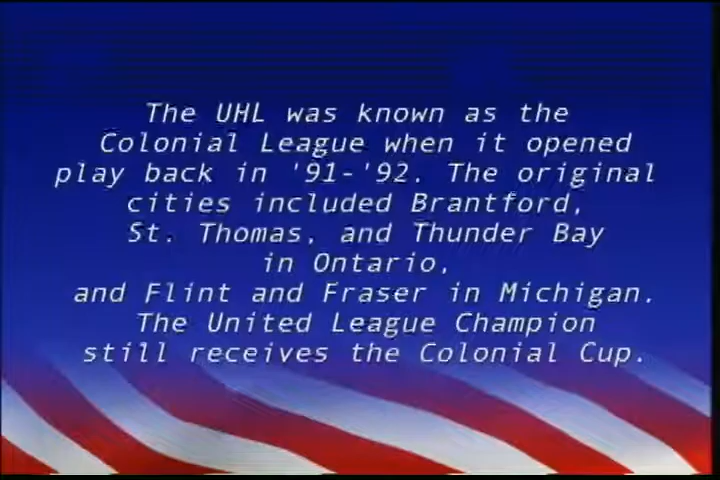 The UHL was known as the
Colonial League when it opened
play back in '91-'92. The original
cities included Brantford,
St. Thomas, and Thunder Bay
in Ontario,
and Flint and Fraser in Michigan.
The United League Champion
still receives the Colonial Cup.